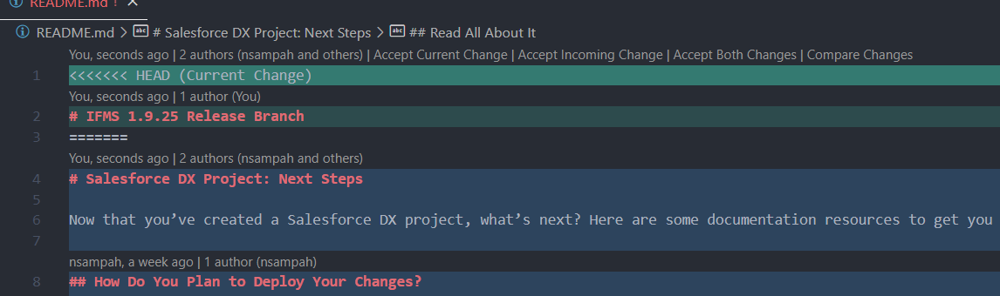 README.md !
README.md > # Salesforce DX Project: Next Steps > ## Read All About It
You, seconds ago | 2 authors (nsampah and others) | Accept Current Change | Accept Incoming Change | Accept Both Changes | Compare Changes
1 <<<<<<< HEAD (Current Change)
You, seconds ago | 1 author (You)
2 # IFMS 1.9.25 Release Branch
3 =======
You, seconds ago | 2 authors (nsampah and others)
4 # Salesforce DX Project: Next Steps
5
6 Now that you’ve created a Salesforce DX project, what’s next? Here are some documentation resources to get you
7
nsampah, a week ago | 1 author (nsampah)
8 ## How Do You Plan to Deploy Your Changes?